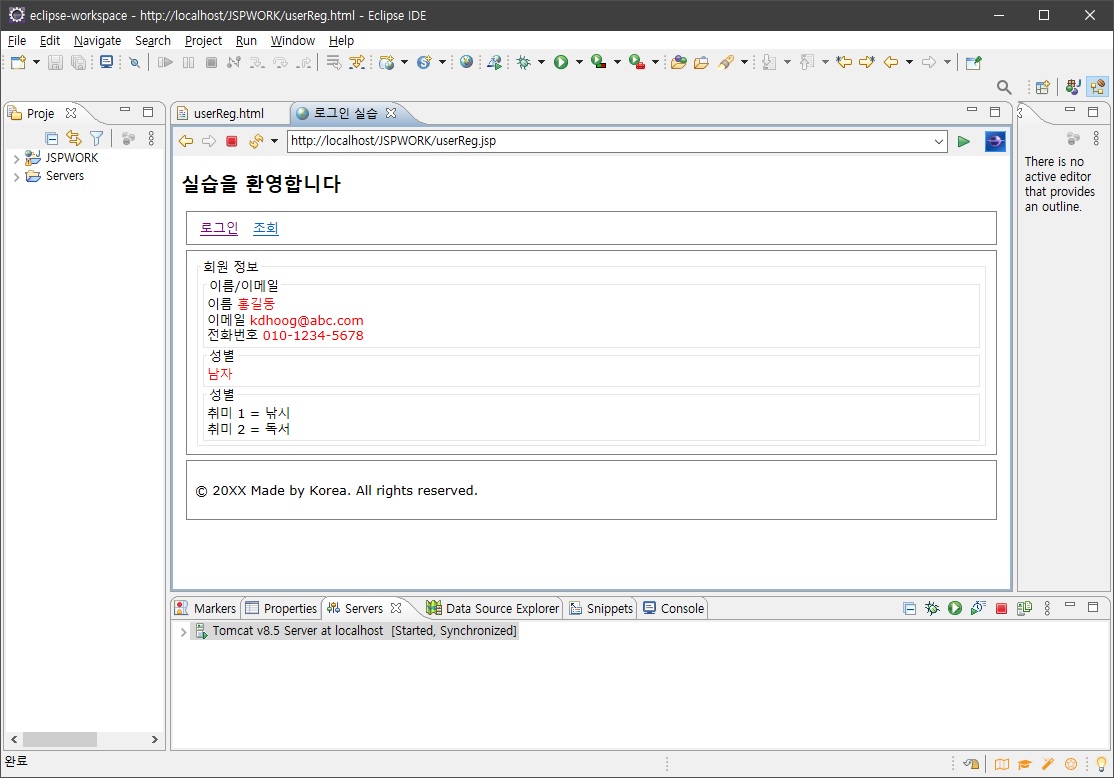 eclipse-workspace - http://localhost/JSPWORK/userReg.html - Eclipse IDE
File Edit Navigate Search Project Run Window Help
Proje
JSPWORK
Servers
userReg.html 로그인 실습
http://localhost/JSPWORK/userReg.jsp
실습을 환영합니다
로그인 조회
회원 정보
이름/이메일
이름 홍길동
이메일 kdhoog@abc.com
전화번호 010-1234-5678
성별
남자
성별
취미 1 = 낚시
취미 2 = 독서
© 20XX Made by Korea. All rights reserved.
There is no
active editor
that provides
an outline.
Markers Properties Servers Data Source Explorer Snippets Console
Tomcat v8.5 Server at localhost [Started, Synchronized]
완료